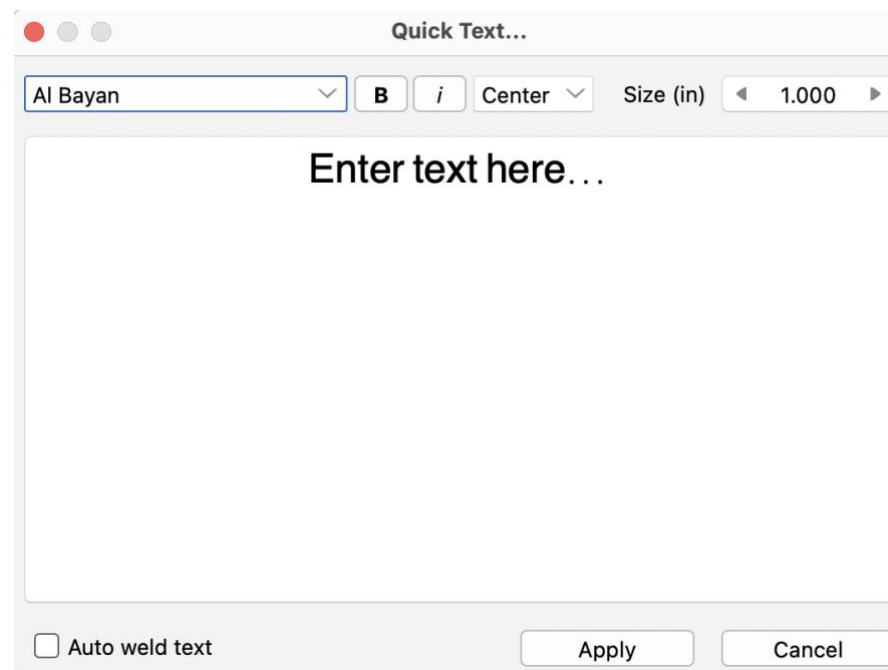 Quick Text...
Al Bayan B i Center Size (in) 1.000
Enter text here...
Auto weld text Apply Cancel